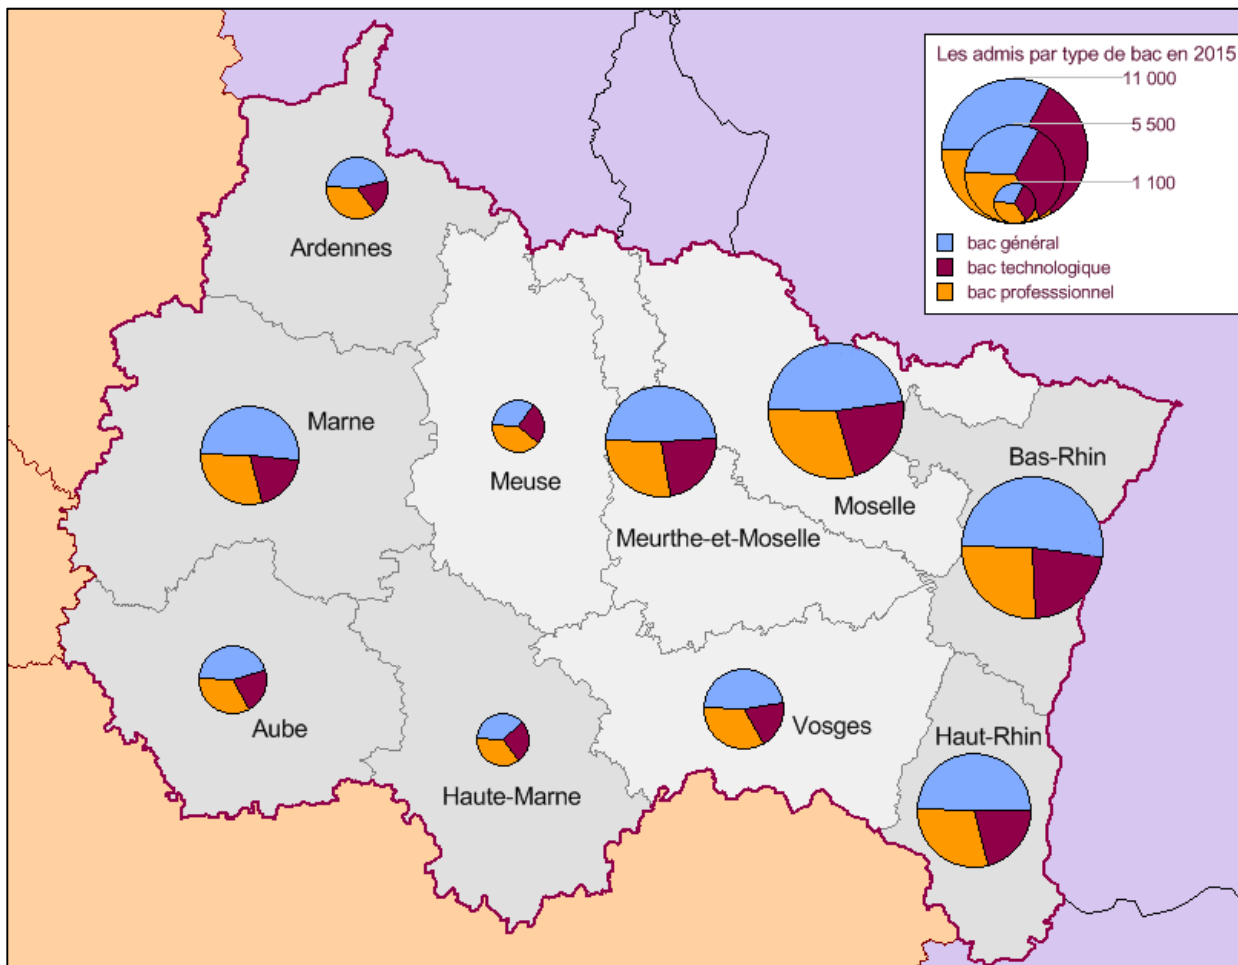 Les admis par type de bac en 2015
11 000
5 500
1 100
bac général
bac technologique
bac professsionnel
Ardennes
Marne
Meuse
Bas-Rhin
Moselle
Meurthe-et-Moselle
Aube
Vosges
Haut-Rhin
Haute-Marne